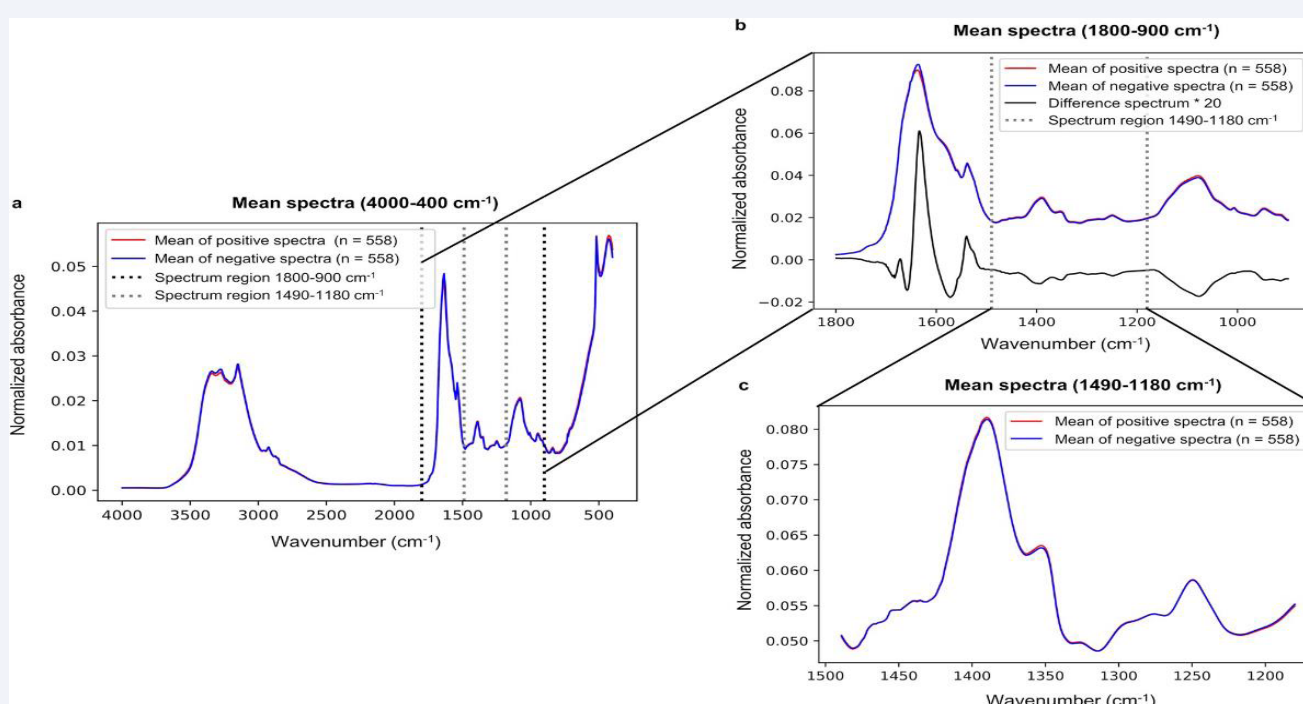 a
Mean spectra (4000-400 cm⁻¹)
Normalized absorbance
0.05
0.04
0.03
0.02
0.01
0.00
Mean of positive spectra (n = 558)
Mean of negative spectra (n = 558)
Spectrum region 1800-900 cm⁻¹
Spectrum region 1490-1180 cm⁻¹
4000 3500 3000 2500 2000 1500 1000 500
Wavenumber (cm⁻¹)
b
Mean spectra (1800-900 cm⁻¹)
Normalized absorbance
0.08
0.06
0.04
0.02
0.00
−0.02
Mean of positive spectra (n = 558)
Mean of negative spectra (n = 558)
Difference spectrum * 20
Spectrum region 1490-1180 cm⁻¹
1800 1600 1400 1200 1000
Wavenumber (cm⁻¹)
c
Mean spectra (1490-1180 cm⁻¹)
Normalized absorbance
0.080
0.075
0.070
0.065
0.060
0.055
0.050
Mean of positive spectra (n = 558)
Mean of negative spectra (n = 558)
1500 1450 1400 1350 1300 1250 1200
Wavenumber (cm⁻¹)